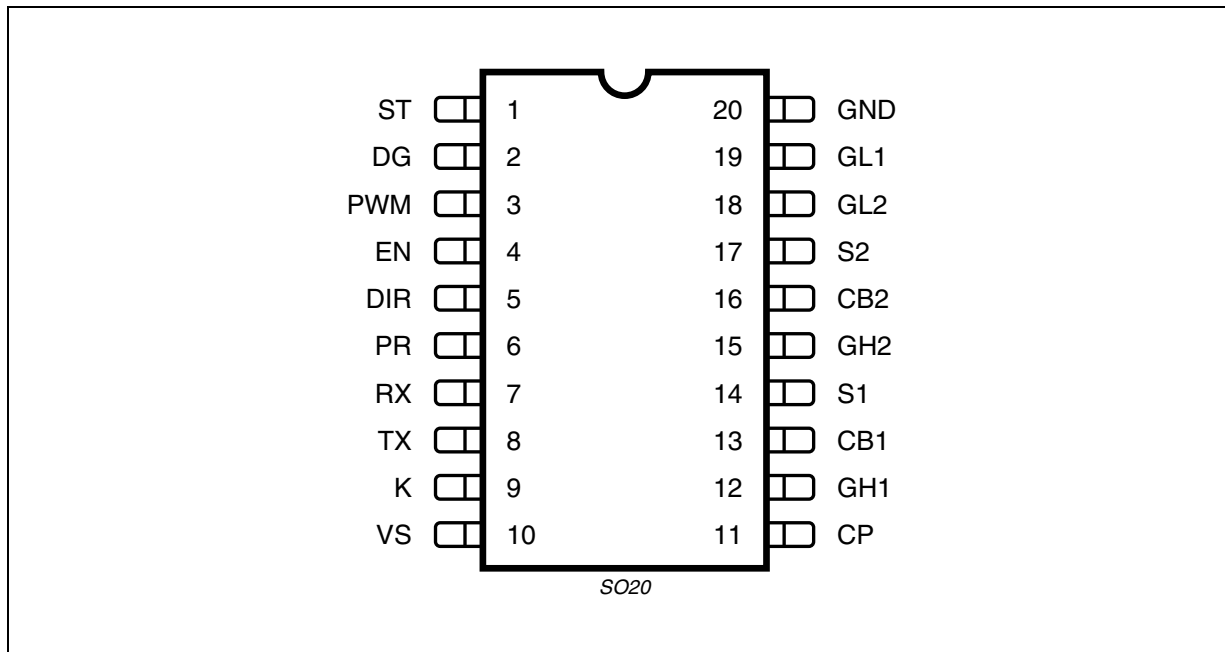 ST 1 20 GND
DG 2 19 GL1
PWM 3 18 GL2
EN 4 17 S2
DIR 5 16 CB2
PR 6 15 GH2
RX 7 14 S1
TX 8 13 CB1
K 9 12 GH1
VS 10 11 CP
SO20